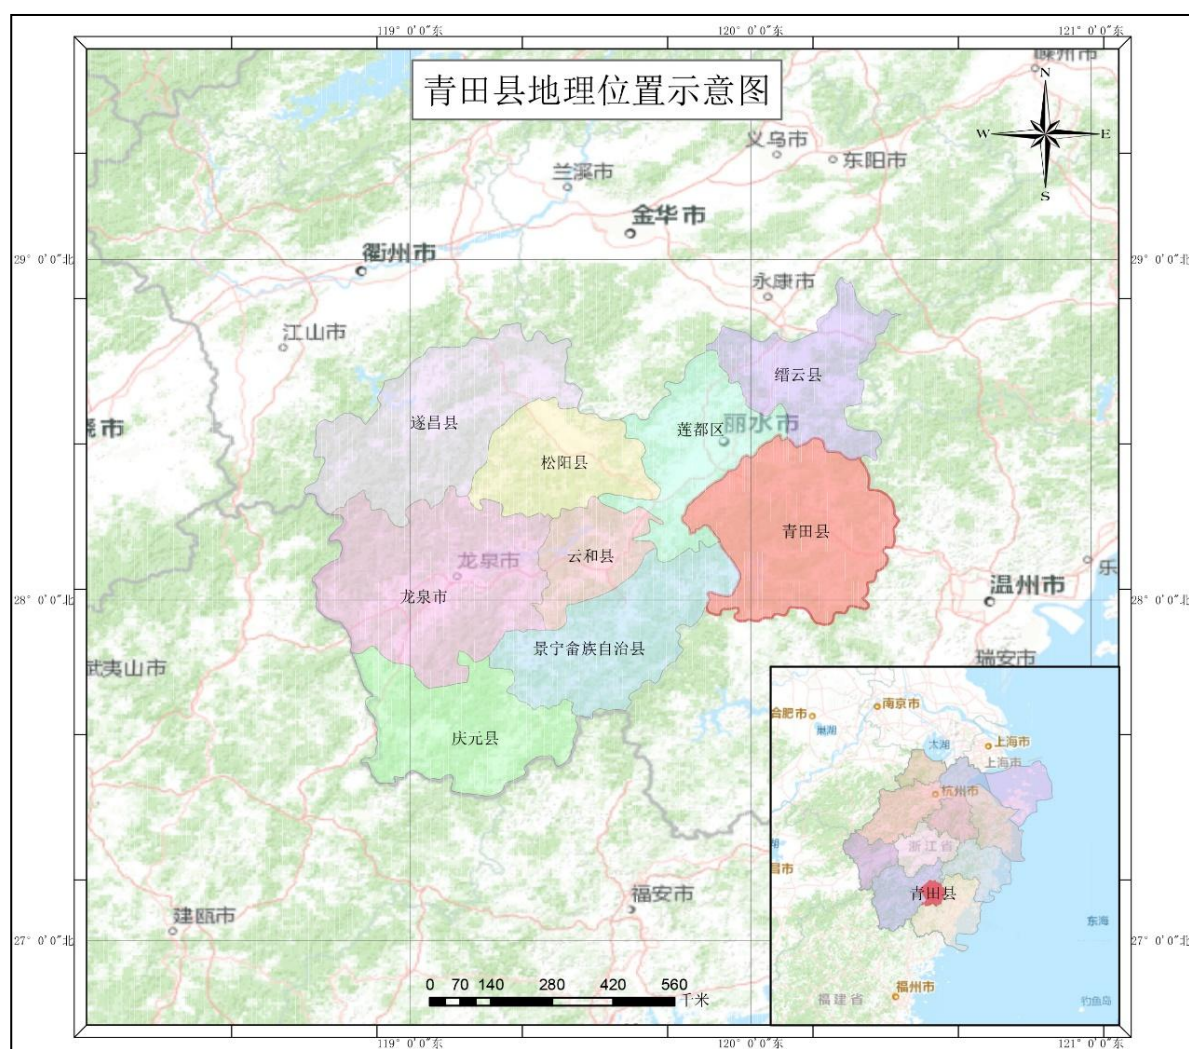 119° 0′0″东
120° 0′0″东
121° 0′0″东
青田县地理位置示意图
嵊州市
N
W
E
S
义乌市
东阳市
兰溪市
金华市
衢州市
29° 0′0″北
29° 0′0″北
永康市
江山市
缙云县
遂昌县
丽水市
莲都区
松阳县
青田县
云和县
龙泉市
龙泉市
乐
温州市
28° 0′0″北
28° 0′0″北
景宁畲族自治县
武夷山市
瑞安市
庆元县
南京市
合肥市
巢湖
太湖
上海市
上海市
杭州市
浙江省
昌市
青田县
福安市
建瓯市
东海
27° 0′0″北
27° 0′0″北
0 70 140 280 420 560
千米
福州市
福建省
钓鱼岛
119° 0′0″东
120° 0′0″东
121° 0′0″东